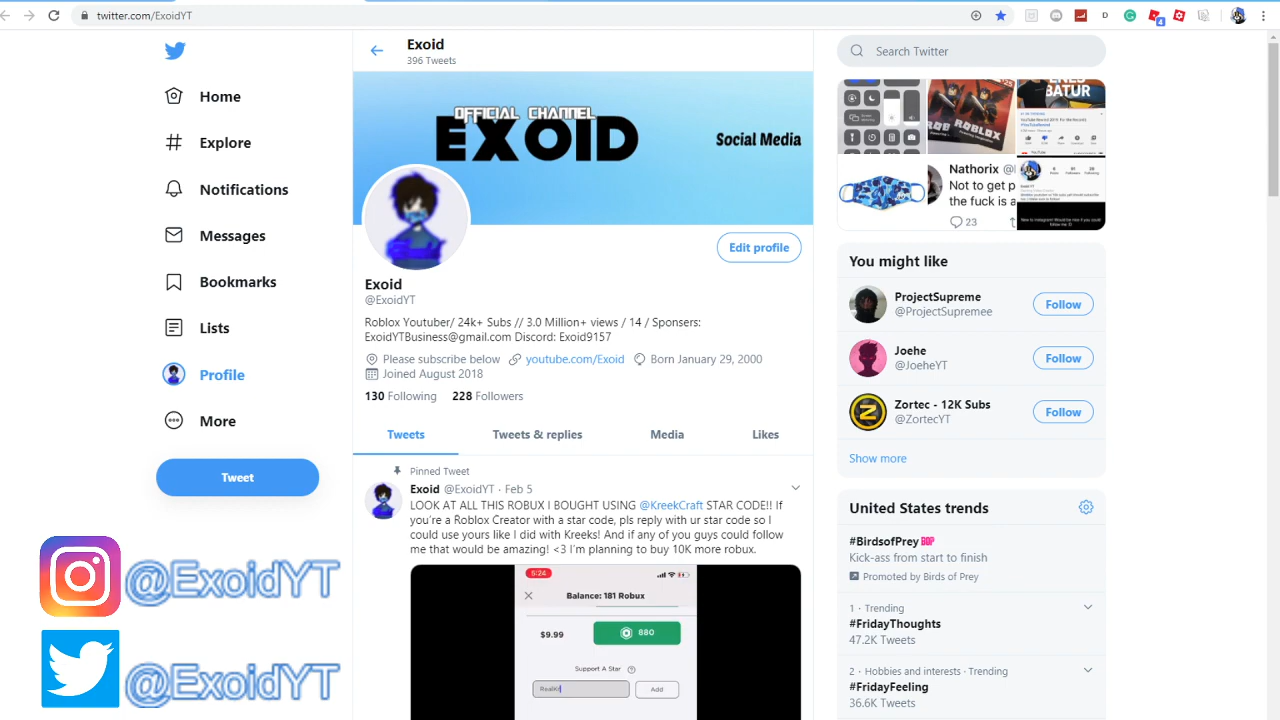 twitter.com/ExoidYT
Home
Explore
Notifications
Messages
Bookmarks
Lists
Profile
More
Tweet
@ExoidYT
@ExoidYT
Exoid
396 Tweets
OFFICIAL CHANNEL
EXOID
Social Media
Edit profile
Exoid
@ExoidYT
Roblox Youtuber/ 24k+ Subs // 3.0 Million+ views / 14 / Sponsers:
ExoidYTBusiness@gmail.com Discord: Exoid9157
Please subscribe below youtube.com/Exoid Born January 29, 2000
Joined August 2018
130 Following 228 Followers
Tweets Tweets & replies Media Likes
Pinned Tweet
Exoid @ExoidYT · Feb 5
LOOK AT ALL THIS ROBUX I BOUGHT USING @KreekCraft STAR CODE!! If
you're a Roblox Creator with a star code, pls reply with ur star code so I
could use yours like I did with Kreeks! And if any of you guys could follow
me that would be amazing! <3 I'm planning to buy 10K more robux.
5:24
Balance: 181 Robux
$9.99 880
Support A Star
Add
Search Twitter
ROBLOX
BATUR
Nathorix
Not to get p
the fuck is a
23
You might like
ProjectSupreme
@ProjectSupremee
Follow
Joehe
@JoeheYT
Follow
Zortec - 12K Subs
@ZortecYT
Follow
Show more
United States trends
#BirdsofPrey
Kick-ass from start to finish
Promoted by Birds of Prey
1 · Trending
#FridayThoughts
47.2K Tweets
2 · Hobbies and interests · Trending
#FridayFeeling
36.6K Tweets